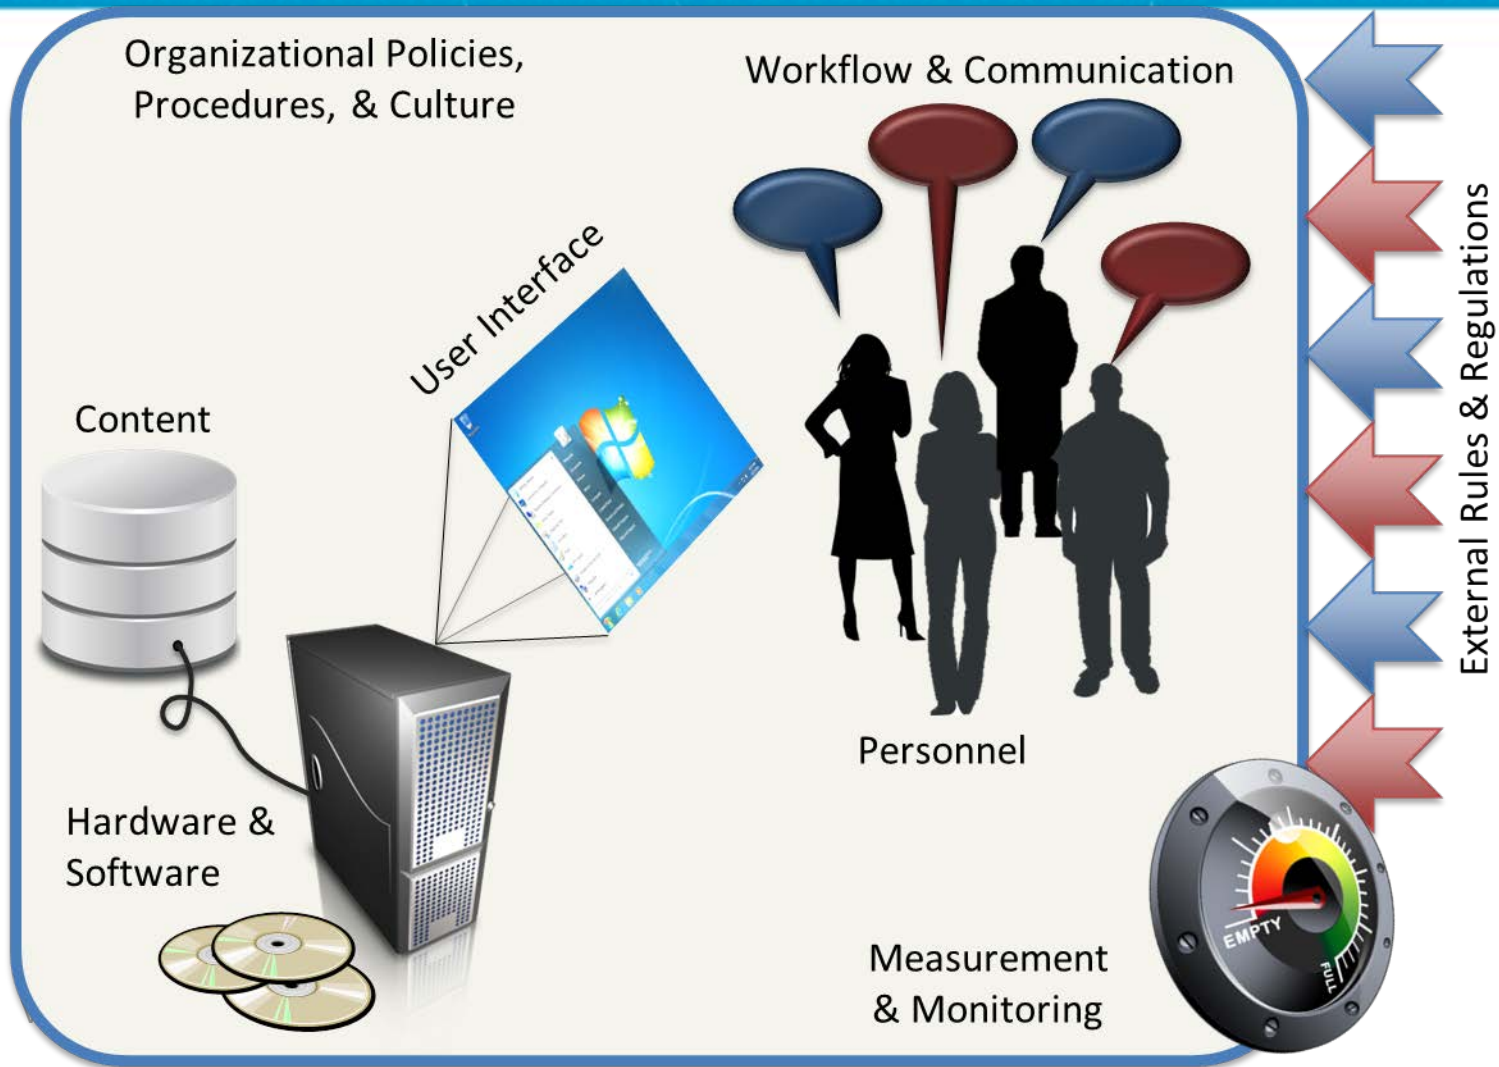 Organizational Policies,
Procedures, & Culture
Workflow & Communication
User Interface
Content
External Rules & Regulations
Personnel
Hardware &
Software
EMPTY
FULL
Measurement
& Monitoring